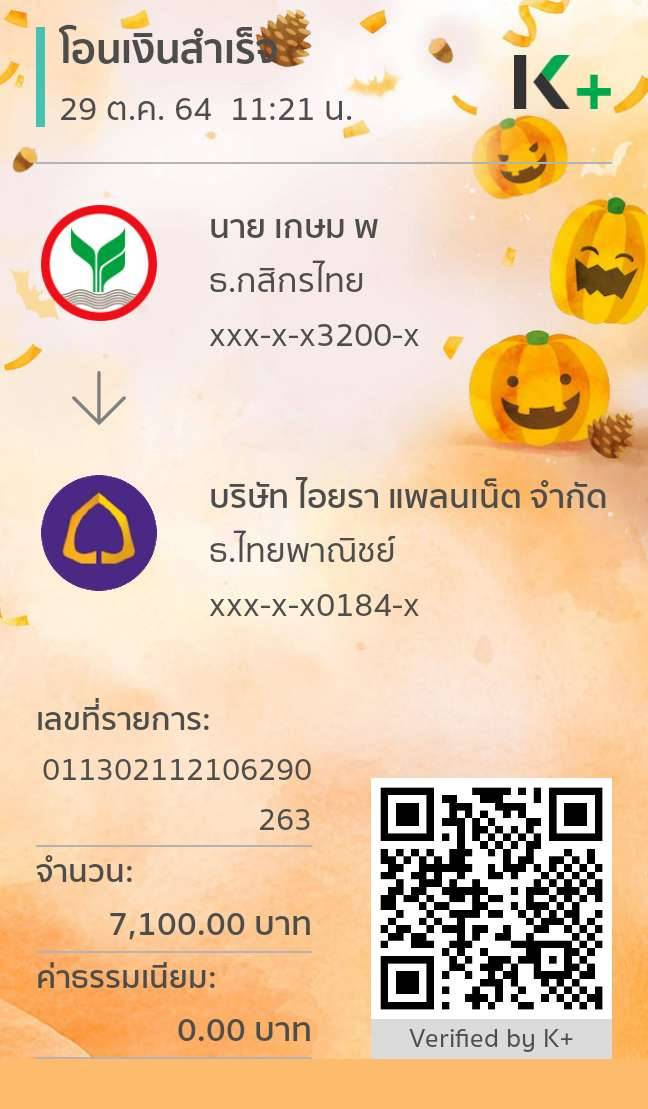 โอนเงินสำเร็จ
29 ต.ค. 64 11:21 น.
K+
นาย เกษม พ
ธ.กสิกรไทย
xxx-x-x3200-x
บริษัท ไอยรา แพลนเน็ต จำกัด
ธ.ไทยพาณิชย์
xxx-x-x0184-x
เลขที่รายการ:
011302112106290
263
จำนวน:
7,100.00 บาท
ค่าธรรมเนียม:
0.00 บาท
Verified by K+